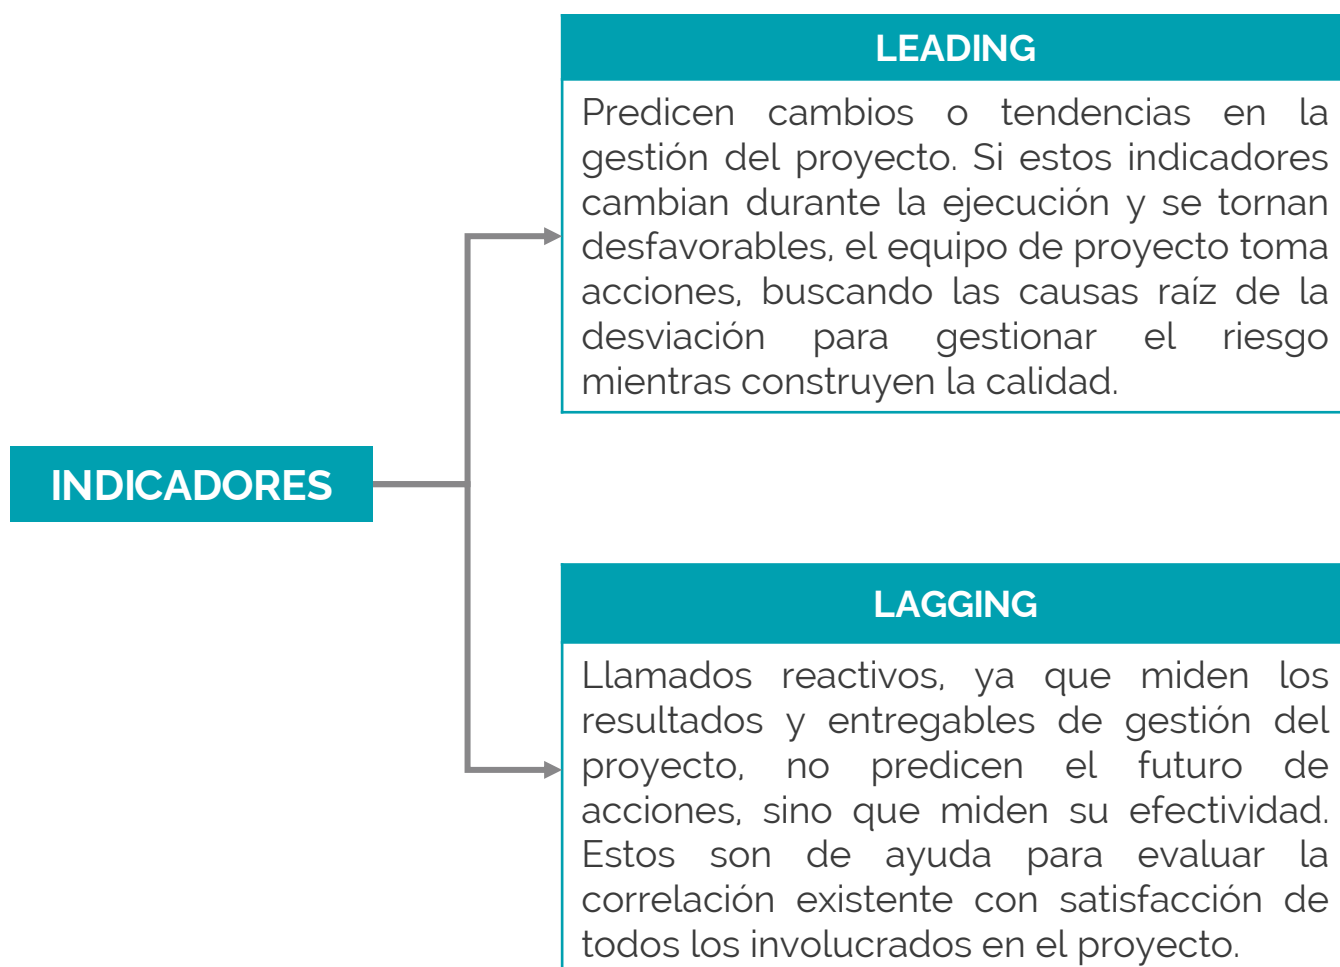 LEADING
Predicen cambios o tendencias en la
gestión del proyecto. Si estos indicadores
cambian durante la ejecución y se tornan
desfavorables, el equipo de proyecto toma
acciones, buscando las causas raíz de la
desviación para gestionar el riesgo
mientras construyen la calidad.
INDICADORES
LAGGING
Llamados reactivos, ya que miden los
resultados y entregables de gestión del
proyecto, no predicen el futuro de
acciones, sino que miden su efectividad.
Estos son de ayuda para evaluar la
correlación existente con satisfacción de
todos los involucrados en el proyecto.